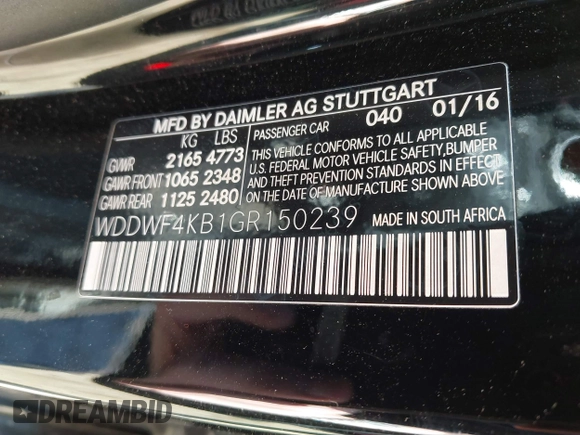 MFD BY DAIMLER AG STUTTGART
KG LBS PASSENGER CAR 040 01/16
GVWR 2165 4773
GAWR FRONT 1065 2348
GAWR REAR 1125 2480
THIS VEHICLE CONFORMS TO ALL APPLICABLE
U.S. FEDERAL MOTOR VEHICLE SAFETY,BUMPER
AND THEFT PREVENTION STANDARDS IN EFFECT
ON THE DATE OF MANUFACTURE SHOWN ABOVE.
WDDWF4KB1GR150239 MADE IN SOUTH AFRICA
DREAMBID